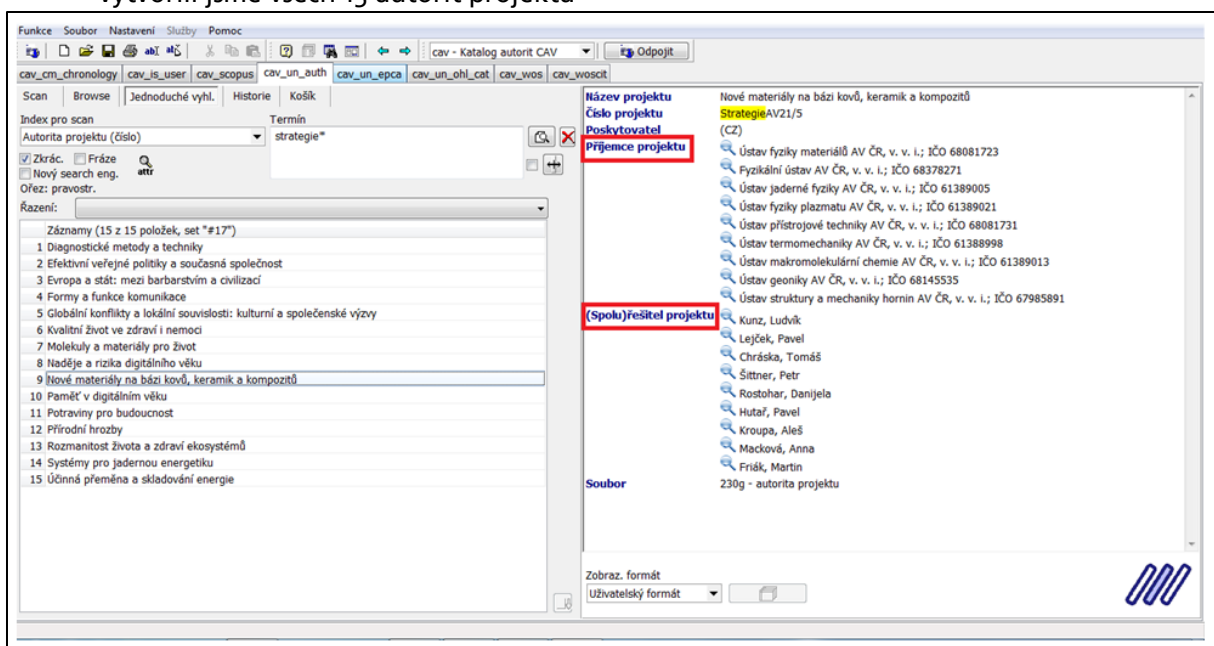 vytvořili jsme všech 15 autorit projektů
Funkce Soubor Nastavení Služby Pomoc
cav - Katalog autorit CAV Odpojit
cav_cm_chronology cav_is_user cav_scopus cav_un_auth cav_un_epca cav_un_ohl_cat cav_wos cav_woscit
Scan Browse Jednoduché vyhl. Historie Košík
Index pro scan Termín
Autorita projektu (číslo) strategie*
Zkrác. Fráze
Nový search eng. attr
Ořez: pravostr.
Řazení:
Záznamy (15 z 15 položek, set "#17")
1 Diagnostické metody a techniky
2 Efektivní veřejné politiky a současná společnost
3 Evropa a stát: mezi barbarstvím a civilizací
4 Formy a funkce komunikace
5 Globální konflikty a lokální souvislosti: kulturní a společenské výzvy
6 Kvalitní život ve zdraví i nemoci
7 Molekuly a materiály pro život
8 Naděje a rizika digitálního věku
9 Nové materiály na bázi kovů, keramik a kompozitů
10 Paměť v digitálním věku
11 Potraviny pro budoucnost
12 Přírodní hrozby
13 Rozmanitost života a zdraví ekosystémů
14 Systémy pro jadernou energetiku
15 Účinná přeměna a skladování energie
Název projektu Nové materiály na bázi kovů, keramik a kompozitů
Číslo projektu StrategieAV21/5
Poskytovatel (CZ)
Příjemce projektu Ústav fyziky materiálů AV ČR, v. v. i.; IČO 68081723
Fyzikální ústav AV ČR, v. v. i.; IČO 68378271
Ústav jaderné fyziky AV ČR, v. v. i.; IČO 61389005
Ústav fyziky plazmatu AV ČR, v. v. i.; IČO 61389021
Ústav přístrojové techniky AV ČR, v. v. i.; IČO 68081731
Ústav termomechaniky AV ČR, v. v. i.; IČO 61388998
Ústav makromolekulární chemie AV ČR, v. v. i.; IČO 61389013
Ústav geoniky AV ČR, v. v. i.; IČO 68145535
Ústav struktury a mechaniky hornin AV ČR, v. v. i.; IČO 67985891
(Spolu)řešitel projektu Kunz, Ludvík
Lejček, Pavel
Chráska, Tomáš
Šittner, Petr
Rostohar, Danijela
Hutař, Pavel
Kroupa, Aleš
Macková, Anna
Friák, Martin
Soubor 230g - autorita projektu
Zobraz. formát
Uživatelský formát